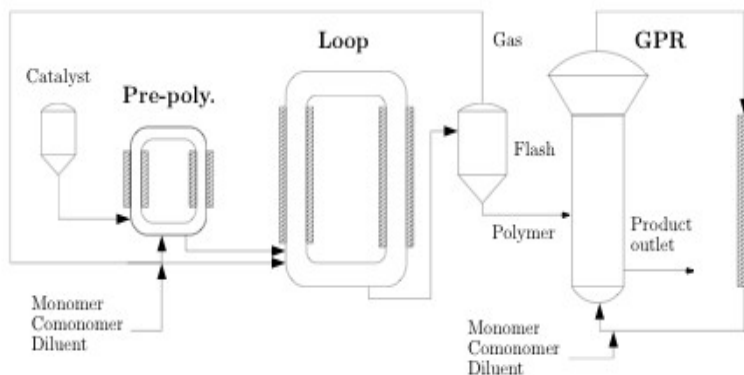 Loop
Gas
GPR
Catalyst
Pre-poly.
Flash
Polymer
Product
outlet
Monomer
Comonomer
Diluent
Monomer
Comonomer
Diluent